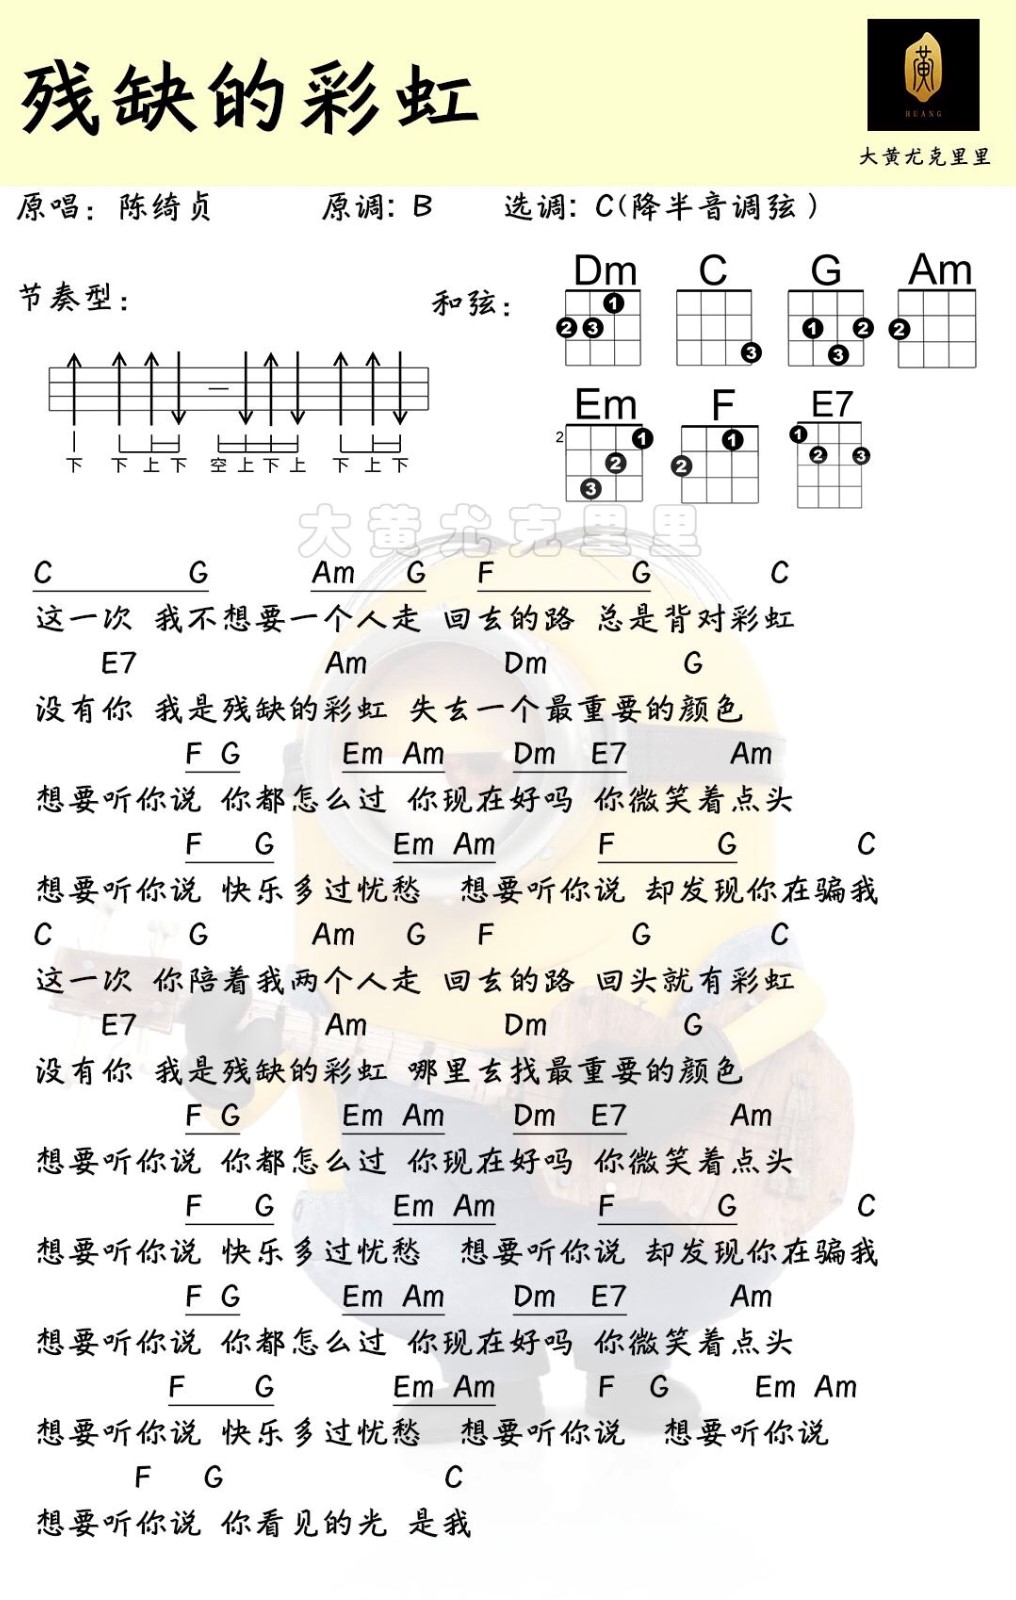 残缺的彩虹
黄
HUANG
大黄尤克里里
原唱：陈绮贞 原调: B 选调: C(降半音调弦)
节奏型： 和弦：
Dm C G Am
1 2 3 3 1 2 3 2
Em F E7
2 1 2 3 1 2 1 2 3
下 下 上 下 空 上 下 上 下 上 下
大黄尤克里里
C G Am G F G C
这一次 我不想要一个人走 回去的路 总是背对彩虹
E7 Am Dm G
没有你 我是残缺的彩虹 失去一个最重要的颜色
F G Em Am Dm E7 Am
想要听你说 你都怎么过 你现在好吗 你微笑着点头
F G Em Am F G C
想要听你说 快乐多过忧愁 想要听你说 却发现你在骗我
C G Am G F G C
这一次 你陪着我两个人走 回去的路 回头就有彩虹
E7 Am Dm G
没有你 我是残缺的彩虹 哪里去找最重要的颜色
F G Em Am Dm E7 Am
想要听你说 你都怎么过 你现在好吗 你微笑着点头
F G Em Am F G C
想要听你说 快乐多过忧愁 想要听你说 却发现你在骗我
F G Em Am Dm E7 Am
想要听你说 你都怎么过 你现在好吗 你微笑着点头
F G Em Am F G Em Am
想要听你说 快乐多过忧愁 想要听你说 想要听你说
F G C
想要听你说 你看见的光 是我